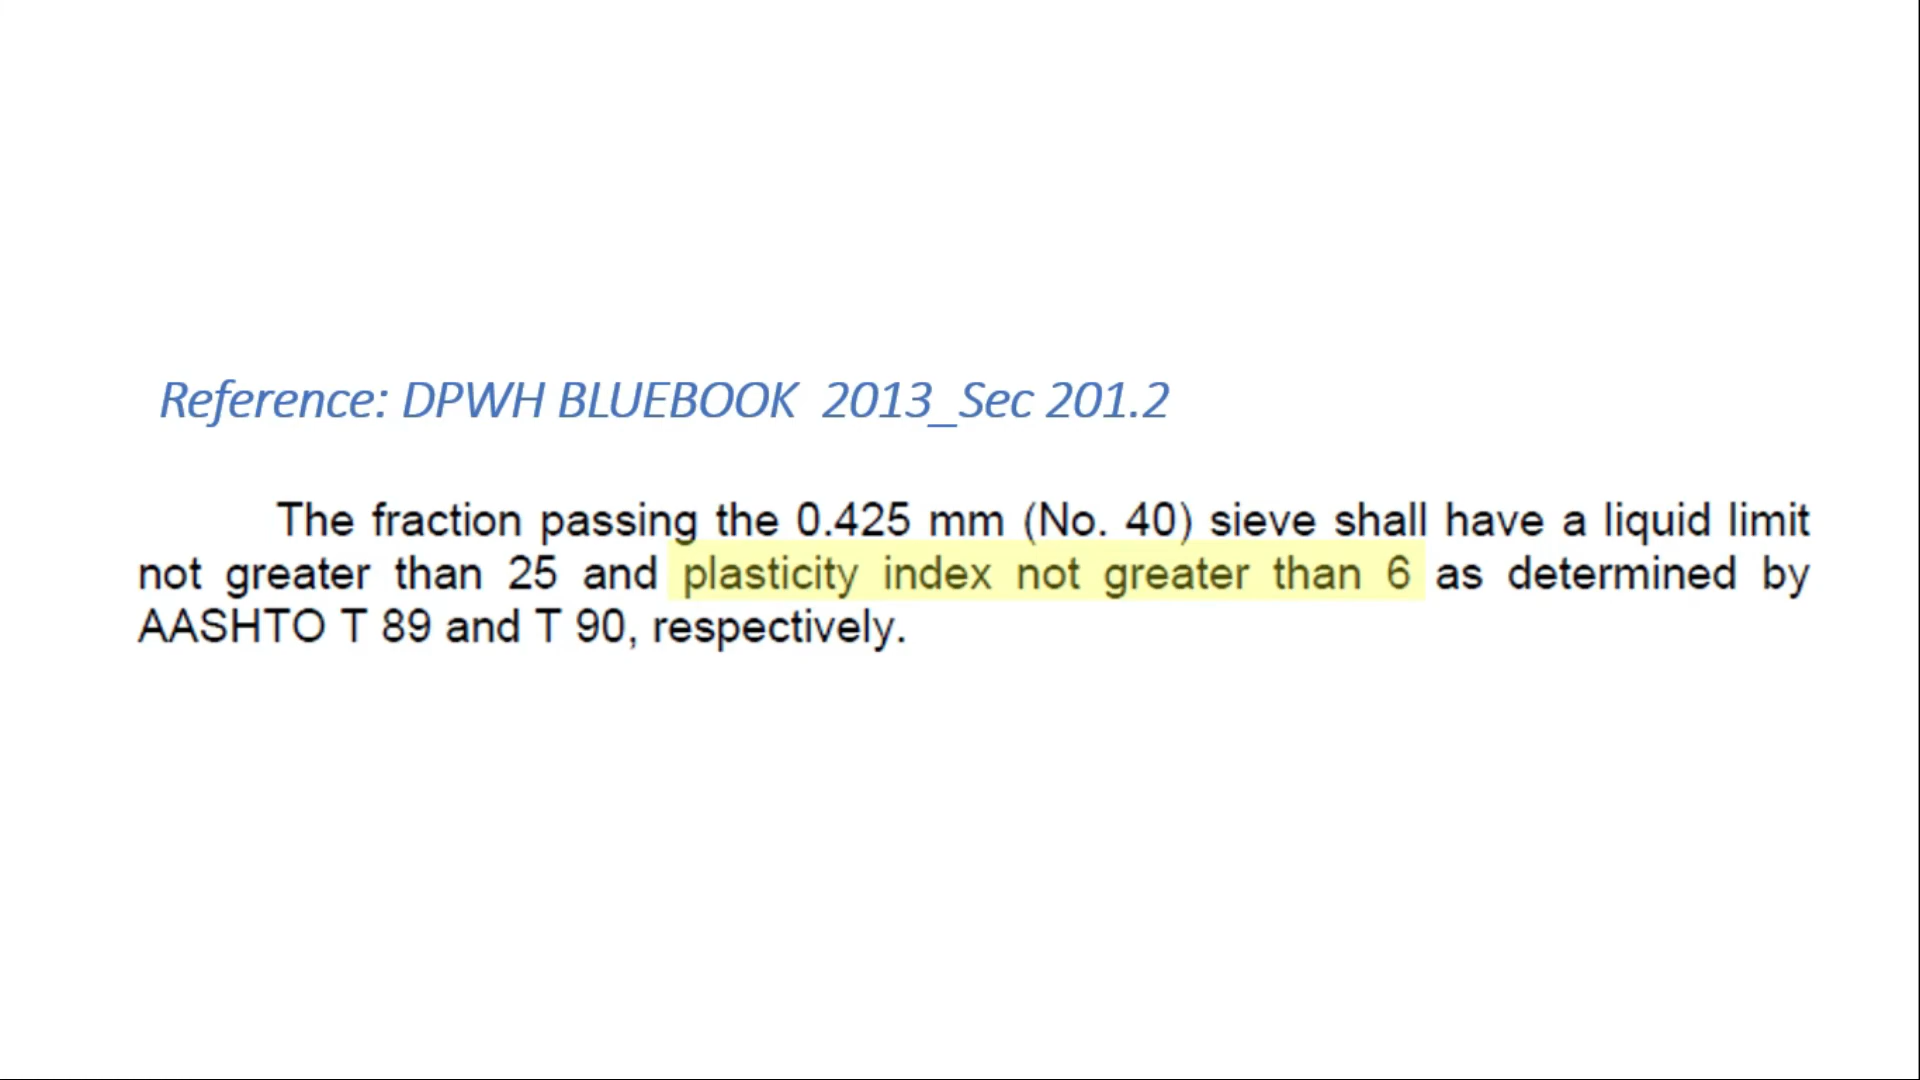 Reference: DPWH BLUEBOOK 2013_Sec 201.2
The fraction passing the 0.425 mm (No. 40) sieve shall have a liquid limit
not greater than 25 and plasticity index not greater than 6 as determined by
AASHTO T 89 and T 90, respectively.